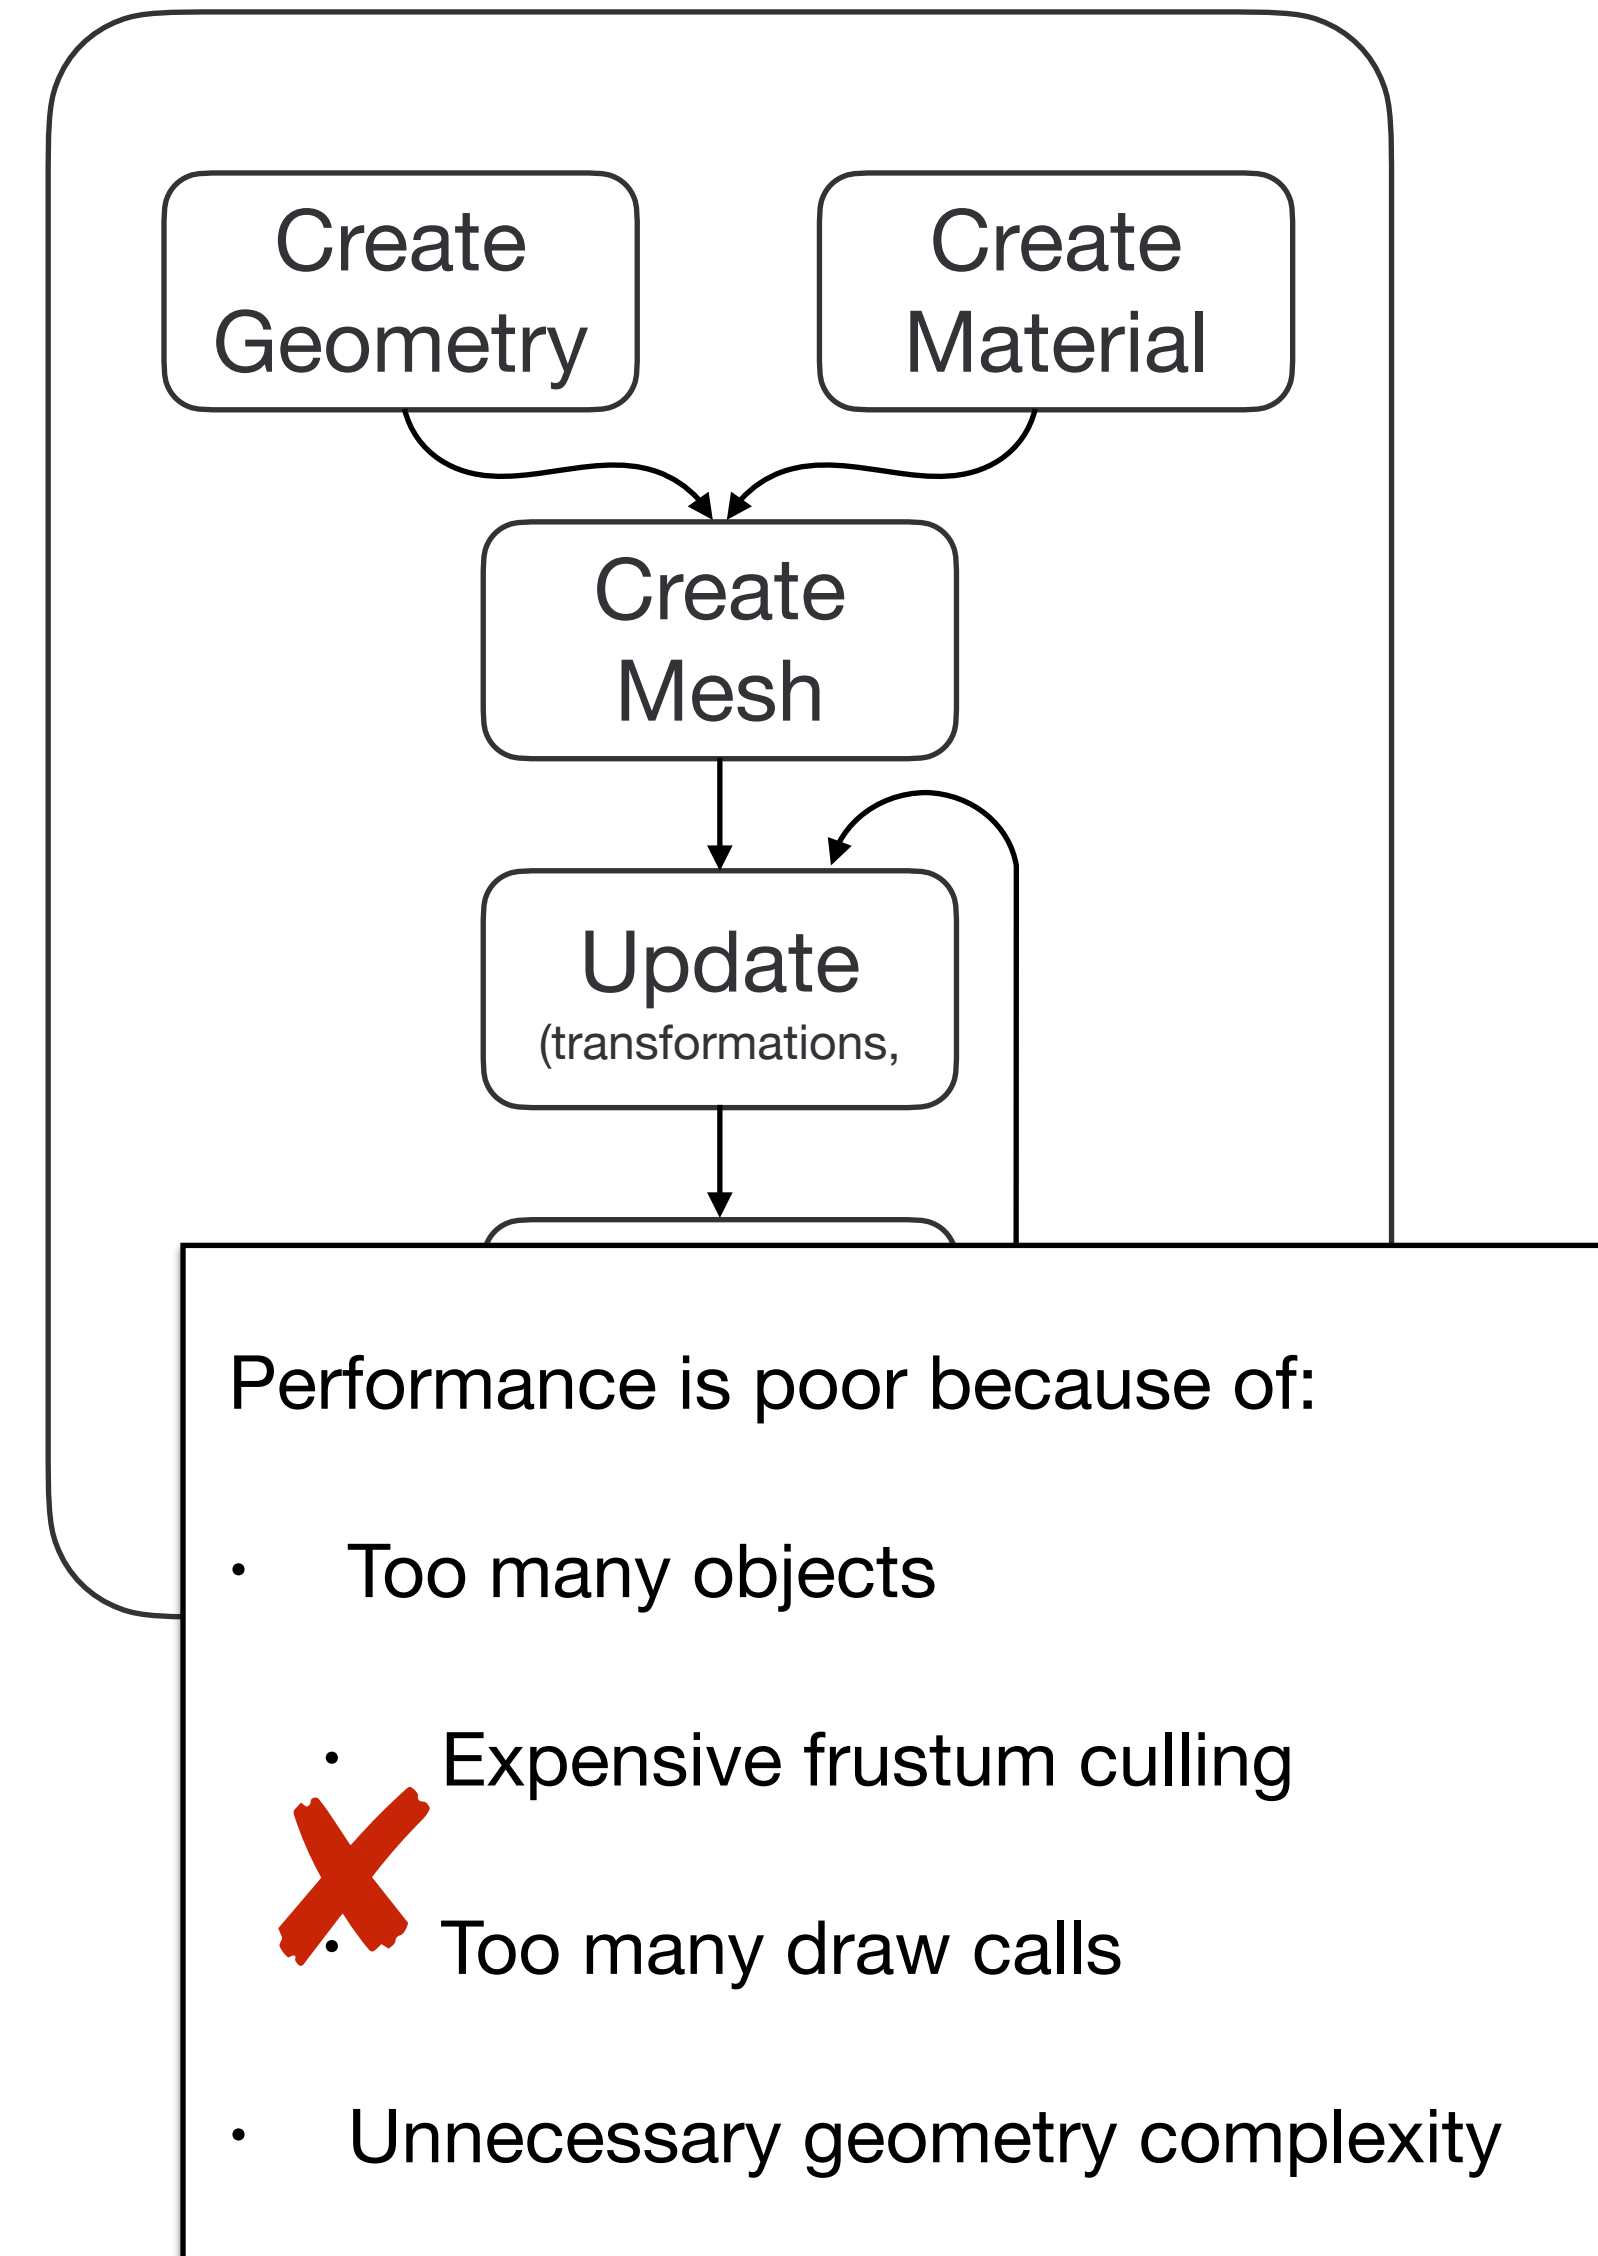 Create
Geometry
Create
Material
Create
Mesh
Update
(transformations,
Performance is poor because of:
• Too many objects
• Expensive frustum culling
• Too many draw calls
• Unnecessary geometry complexity